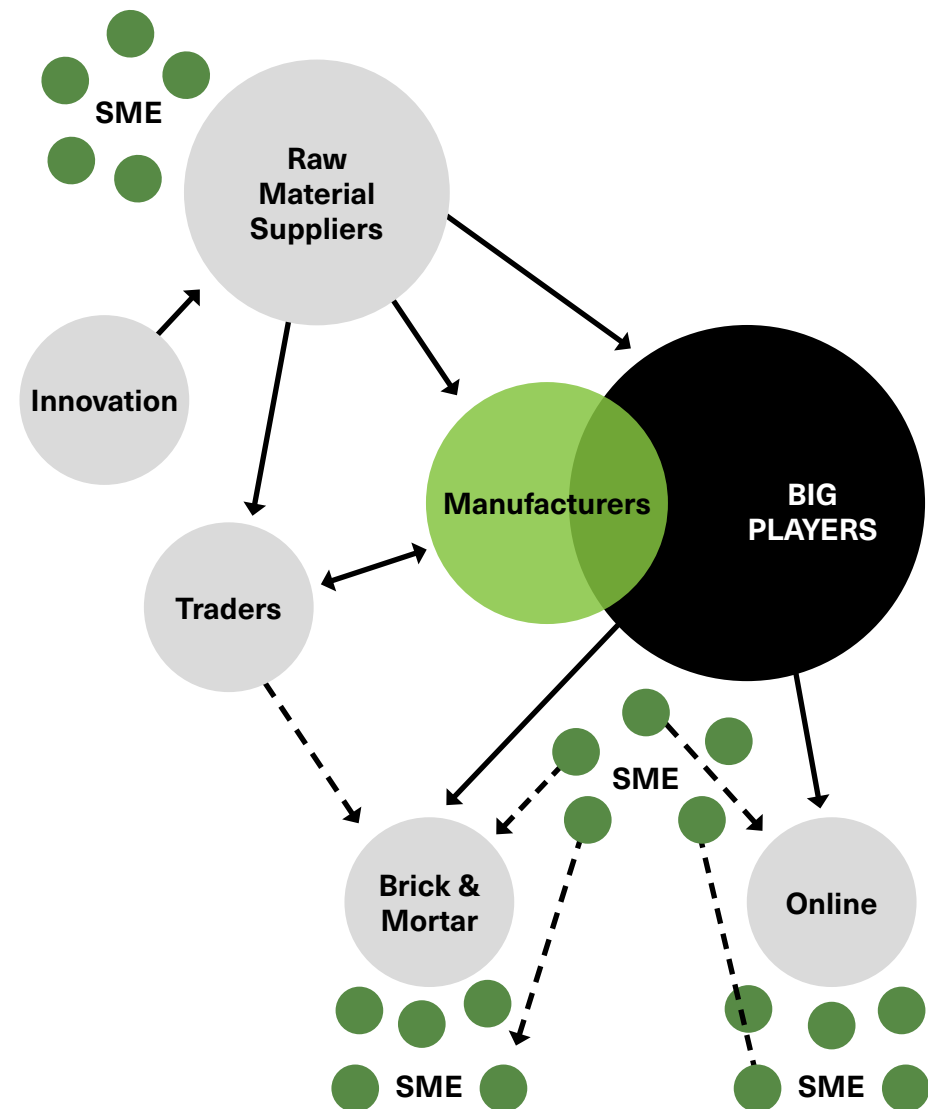 SME
Raw
Material
Suppliers
Innovation
Manufacturers
BIG
PLAYERS
Traders
SME
Brick &
Mortar
Online
SME
SME